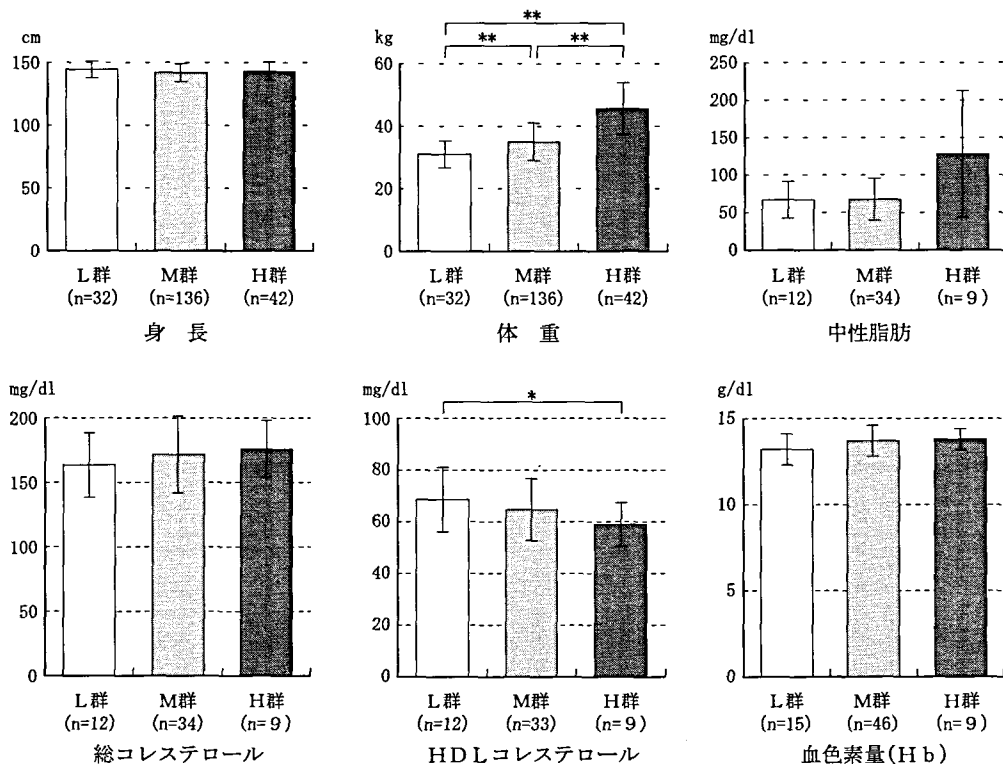 cm
150
100
50
0
L群 M群 H群
(n=32) (n=136) (n=42)
身 長
kg
60
40
20
0
** ** **
L群 M群 H群
(n=32) (n=136) (n=42)
体 重
mg/dl
250
200
150
100
50
0
L群 M群 H群
(n=12) (n=34) (n=9)
中性脂肪
mg/dl
200
150
100
50
0
L群 M群 H群
(n=12) (n=34) (n=9)
総コレステロール
mg/dl
100
80
60
40
20
0
*
L群 M群 H群
(n=12) (n=33) (n=9)
HDLコレステロール
g/dl
15
10
5
0
L群 M群 H群
(n=15) (n=46) (n=9)
血色素量(Hb)